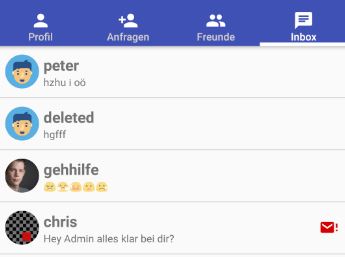 Profil
Anfragen
Freunde
Inbox
peter
hzhu i oö
deleted
hgfff
gehhilfe
😢😤😫😕😧
chris
Hey Admin alles klar bei dir?
!